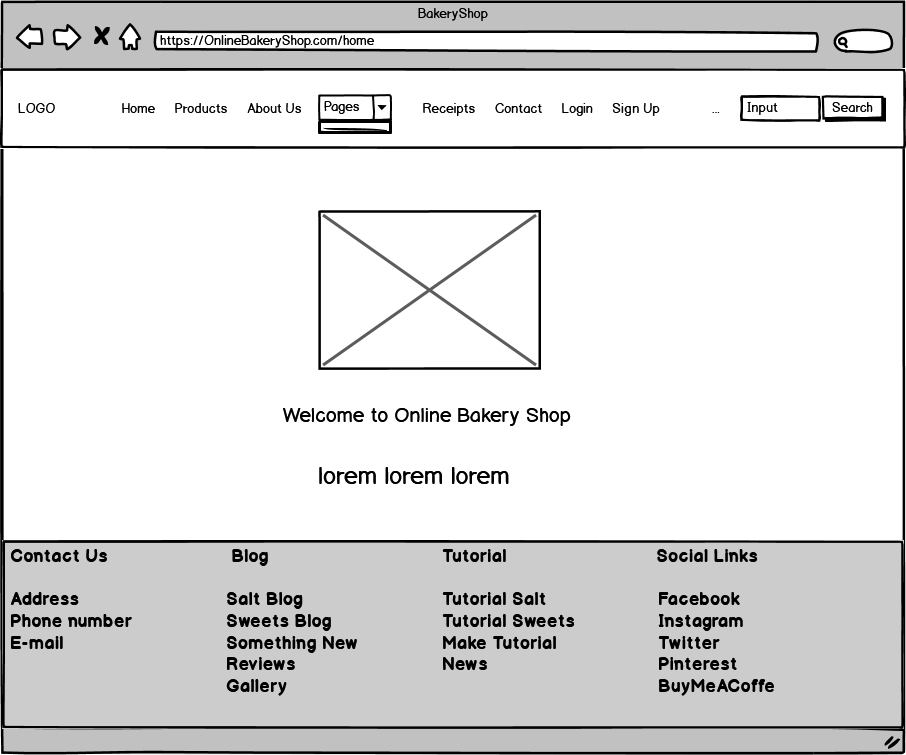 BakeryShop
https://OnlineBakeryShop.com/home
LOGO Home Products About Us Pages Receipts Contact Login Sign Up ... Input Search
Welcome to Online Bakery Shop
lorem lorem lorem
Contact Us
Address
Phone number
E-mail
Blog
Salt Blog
Sweets Blog
Something New
Reviews
Gallery
Tutorial
Tutorial Salt
Tutorial Sweets
Make Tutorial
News
Social Links
Facebook
Instagram
Twitter
Pinterest
BuyMeACoffe